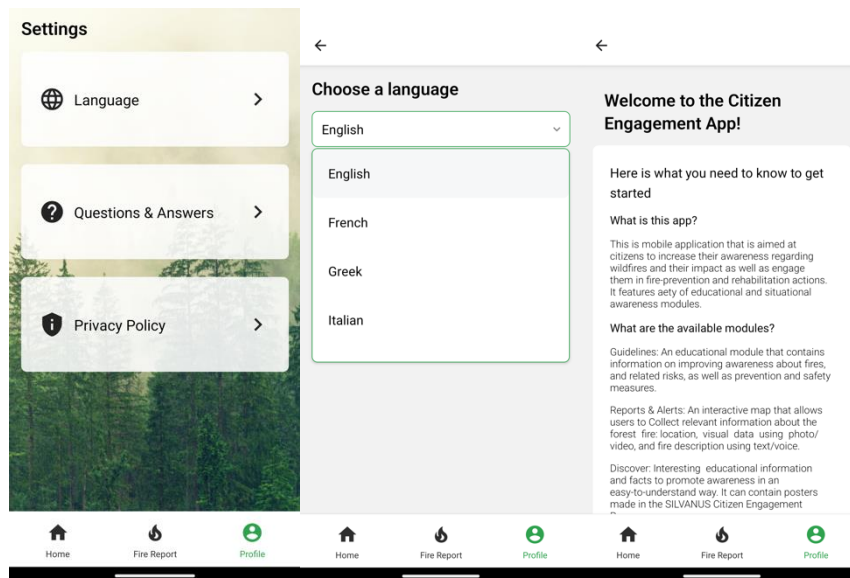 Settings
Language
Questions & Answers
Privacy Policy
Home
Fire Report
Profile
Choose a language
English
English
French
Greek
Italian
Home
Fire Report
Profile
Welcome to the Citizen
Engagement App!
Here is what you need to know to get
started
What is this app?
This is mobile application that is aimed at
citizens to increase their awareness regarding
wildfires and their impact as well as engage
them in fire-prevention and rehabilitation actions.
It features aety of educational and situational
awareness modules.
What are the available modules?
Guidelines: An educational module that contains
information on improving awareness about fires,
and related risks, as well as prevention and safety
measures.
Reports & Alerts: An interactive map that allows
users to Collect relevant information about the
forest fire: location, visual data using photo/
video, and fire description using text/voice.
Discover: Interesting educational information
and facts to promote awareness in an
easy-to-understand way. It can contain posters
made in the SILVANUS Citizen Engagement
Home
Fire Report
Profile